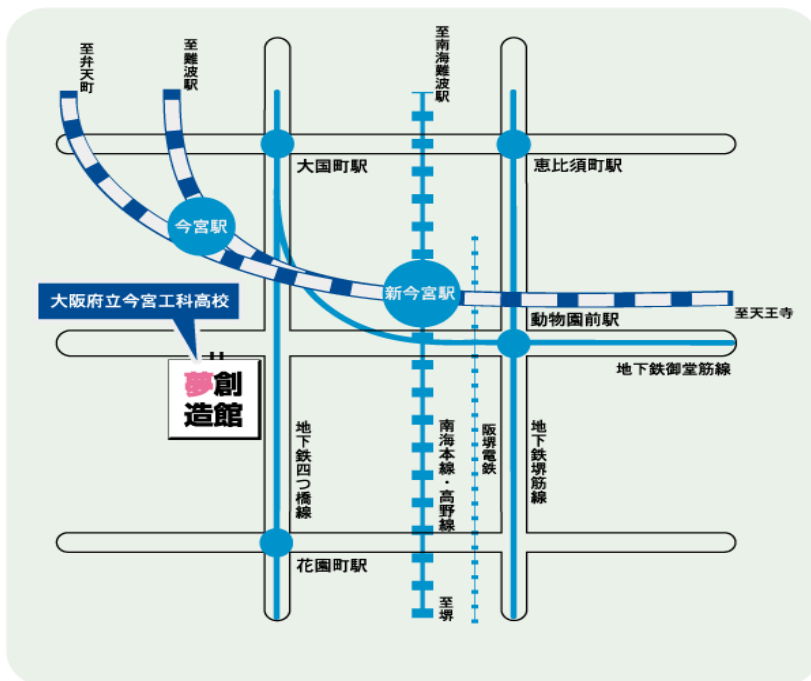 至弁天町
至難波駅
至南海難波駅
大国町駅
恵比須町駅
今宮駅
新今宮駅
大阪府立今宮工科高校
至天王寺
動物園前駅
地下鉄御堂筋線
夢創
造館
地下鉄四つ橋線
南海本線・高野線
阪堺電鉄
地下鉄堺筋線
花園町駅
至堺